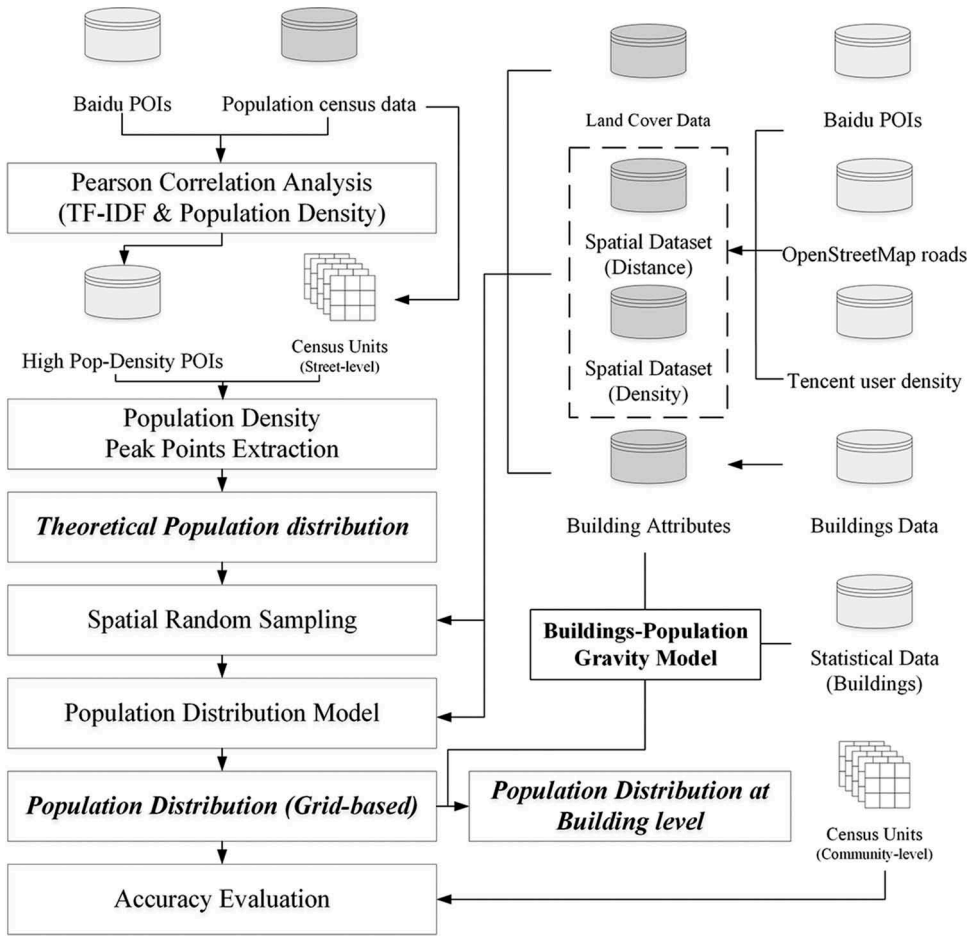 Baidu POIs
Population census data
Pearson Correlation Analysis
(TF-IDF & Population Density)
High Pop-Density POIs
Census Units
(Street-level)
Population Density
Peak Points Extraction
Theoretical Population distribution
Spatial Random Sampling
Population Distribution Model
Population Distribution (Grid-based)
Accuracy Evaluation
Land Cover Data
Baidu POIs
Spatial Dataset
(Distance)
OpenStreetMap roads
Spatial Dataset
(Density)
Tencent user density
Building Attributes
Buildings Data
Buildings-Population
Gravity Model
Statistical Data
(Buildings)
Population Distribution at
Building level
Census Units
(Community-level)